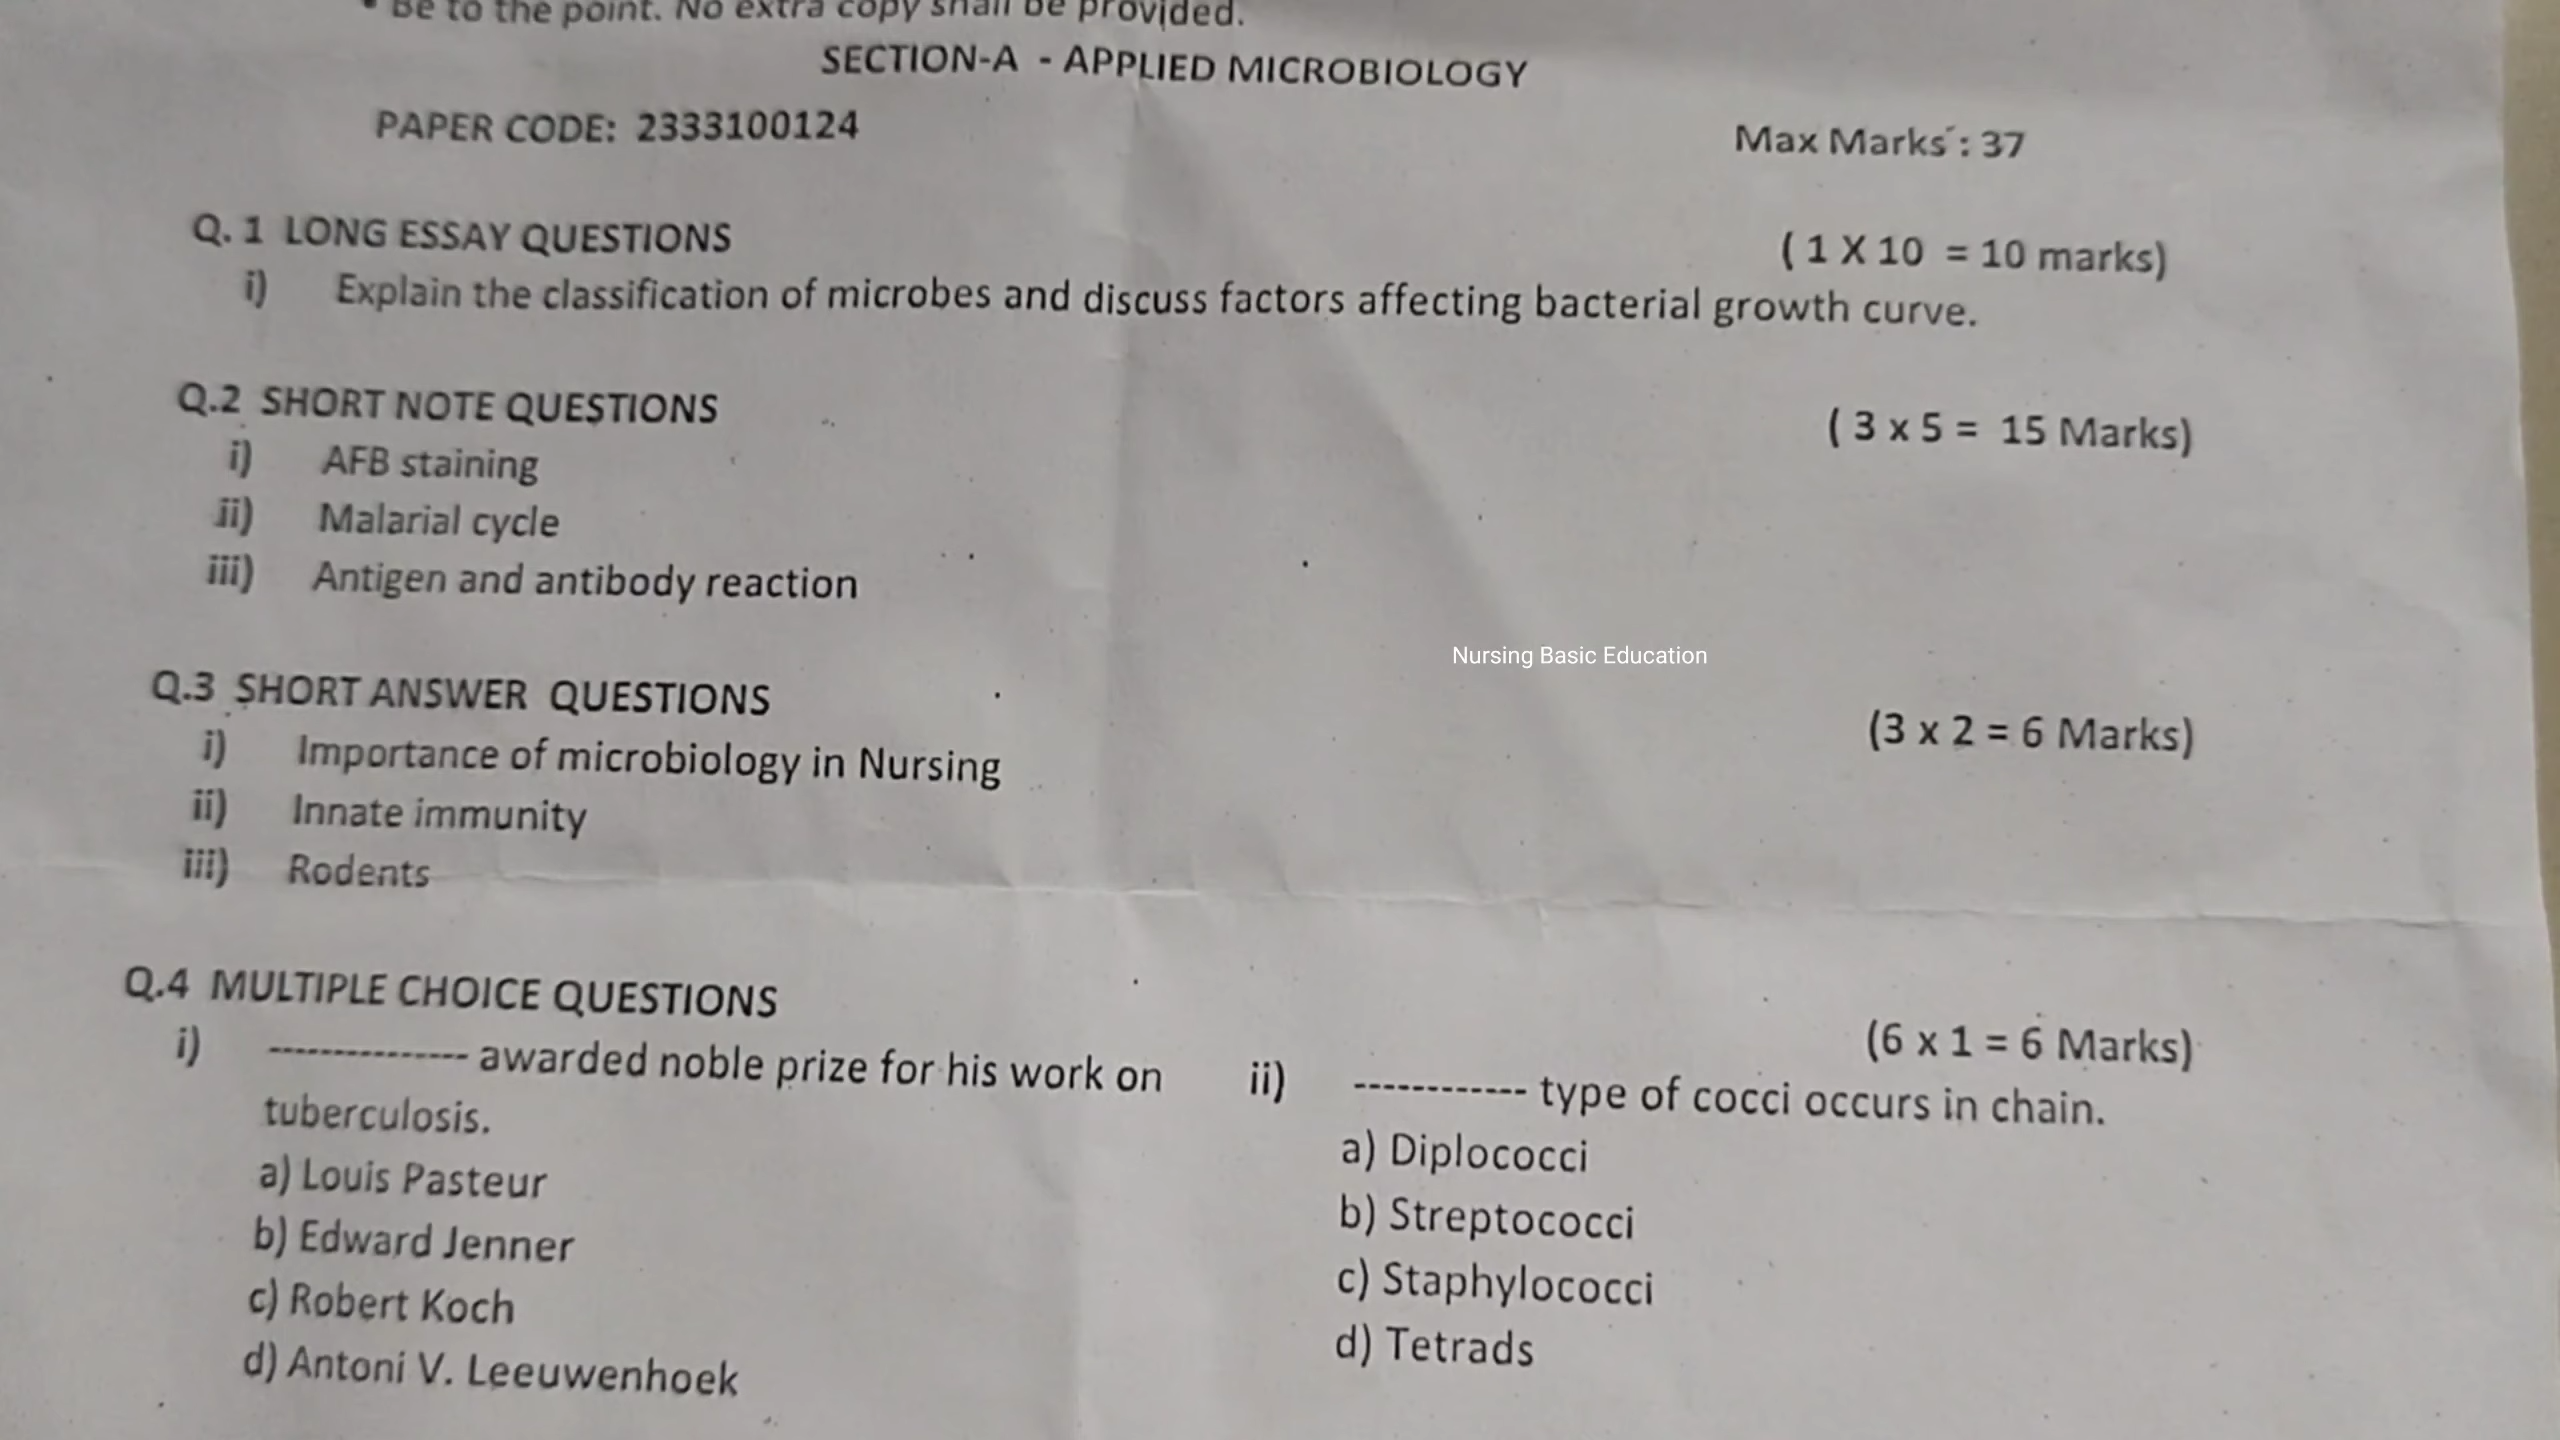 • Be to the point. No extra copy shall be provided.
SECTION-A - APPLIED MICROBIOLOGY
PAPER CODE: 2333100124
Max Marks : 37
Q. 1 LONG ESSAY QUESTIONS
( 1 X 10 = 10 marks)
i) Explain the classification of microbes and discuss factors affecting bacterial growth curve.
Q.2 SHORT NOTE QUESTIONS
( 3 x 5 = 15 Marks)
i) AFB staining
ii) Malarial cycle
iii) Antigen and antibody reaction
Nursing Basic Education
Q.3 SHORT ANSWER QUESTIONS
(3 x 2 = 6 Marks)
i) Importance of microbiology in Nursing
ii) Innate immunity
iii) Rodents
Q.4 MULTIPLE CHOICE QUESTIONS
(6 x 1 = 6 Marks)
i) --------------- awarded noble prize for his work on
tuberculosis.
a) Louis Pasteur
b) Edward Jenner
c) Robert Koch
d) Antoni V. Leeuwenhoek
ii) ------------ type of cocci occurs in chain.
a) Diplococci
b) Streptococci
c) Staphylococci
d) Tetrads